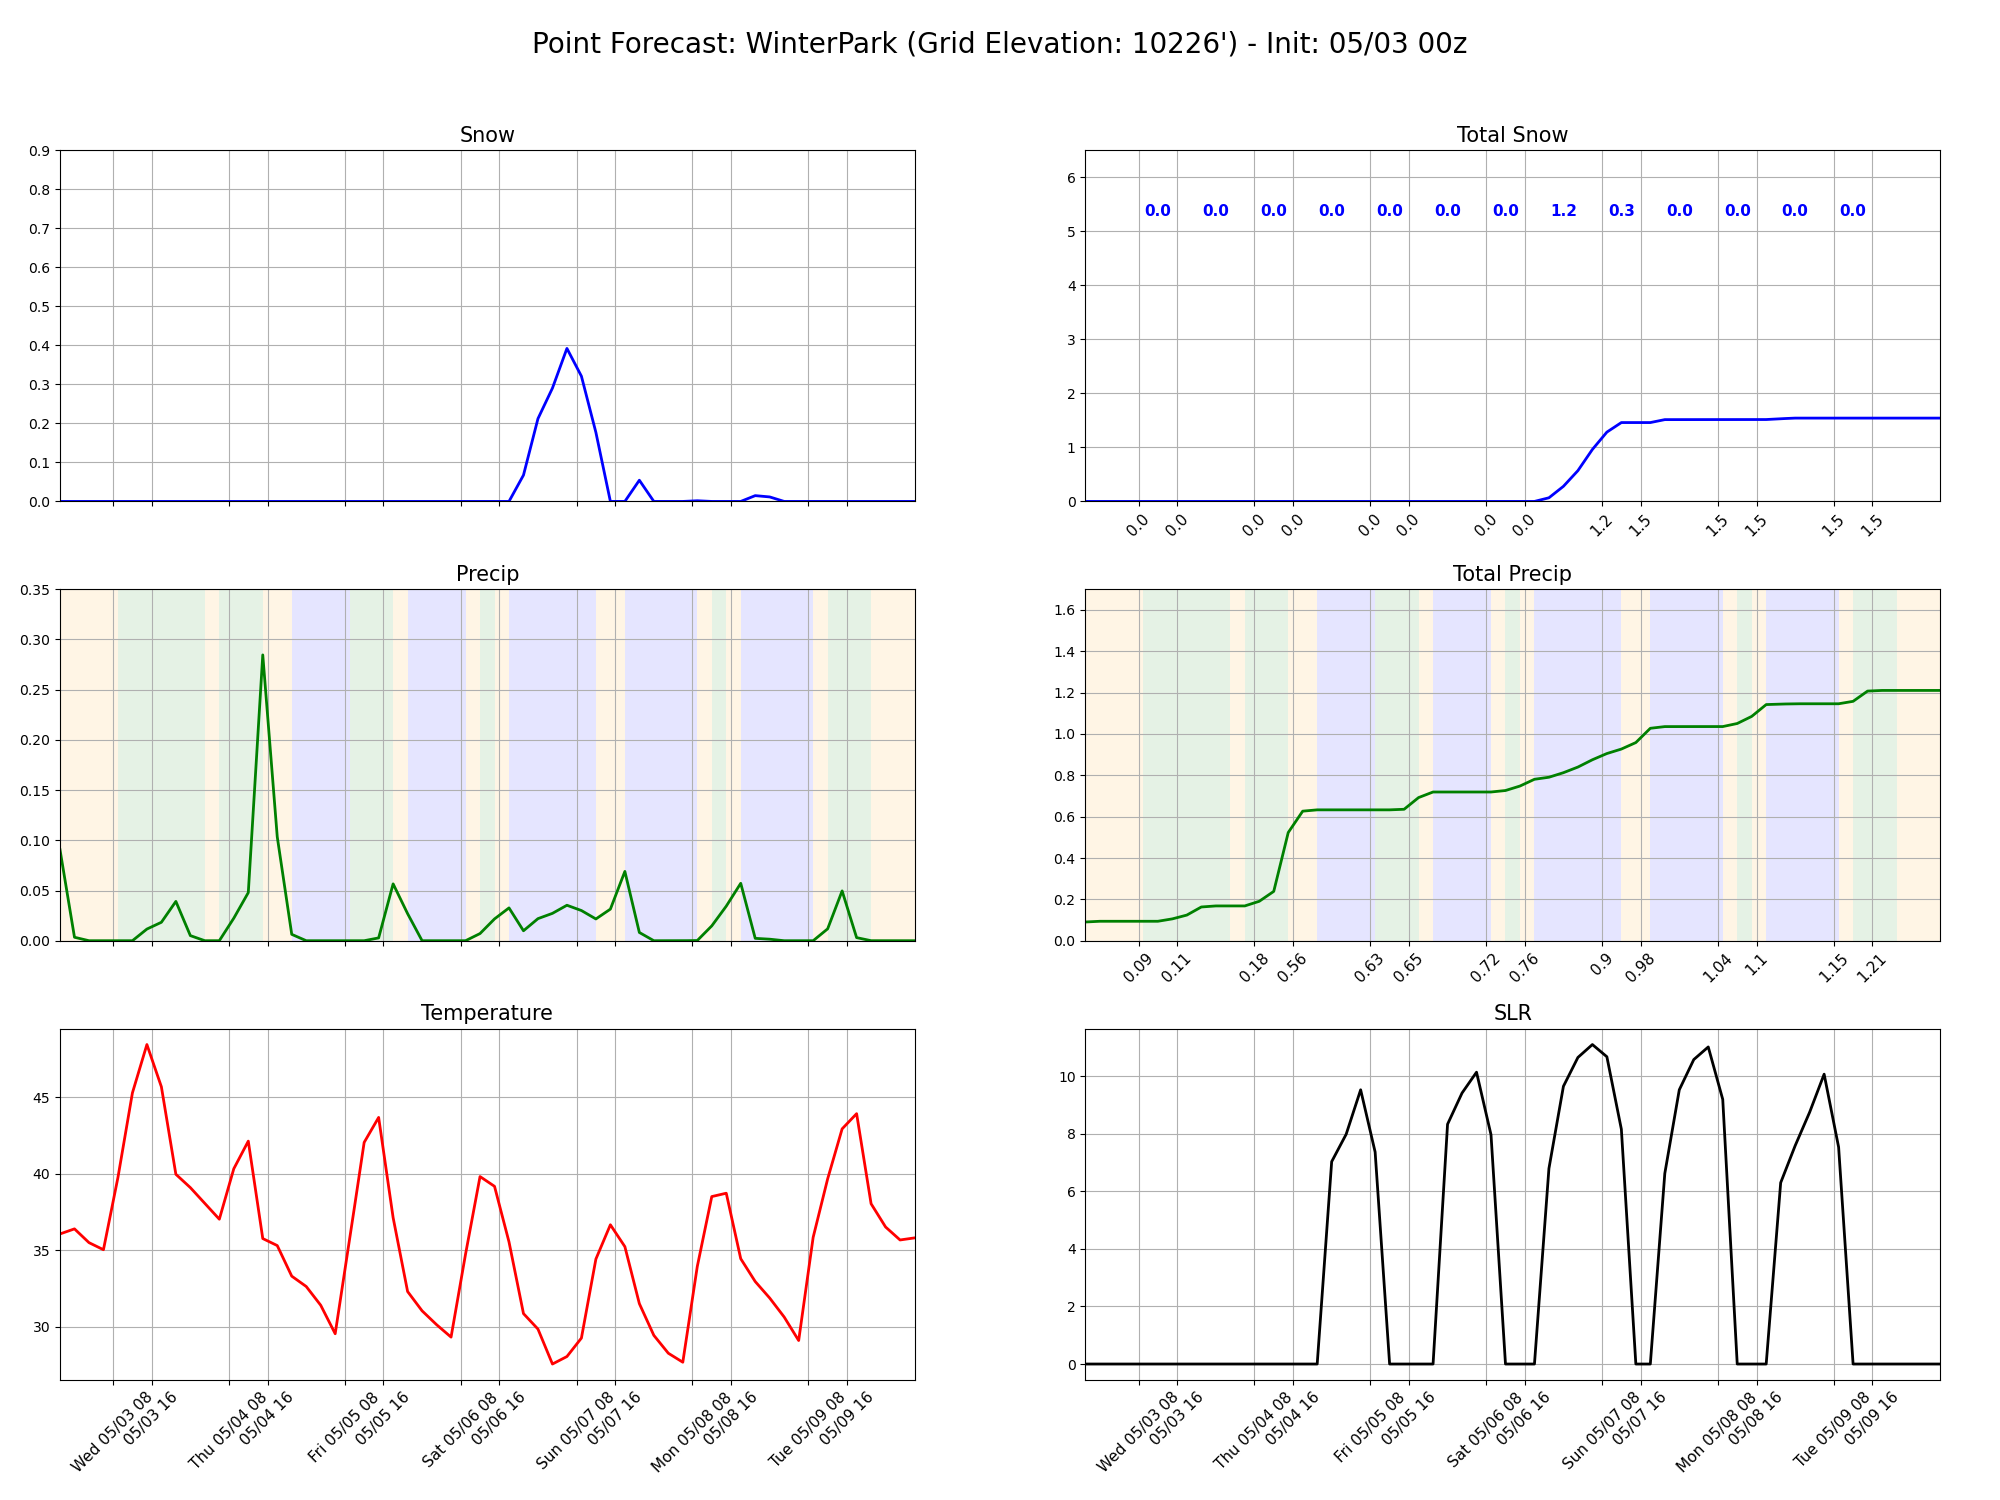 Point Forecast: WinterPark (Grid Elevation: 10226') - Init: 05/03 00z
Snow
0.9
0.8
0.7
0.6
0.5
0.4
0.3
0.2
0.1
0.0
Total Snow
6
5
4
3
2
1
0
0.0 0.0 0.0 0.0 0.0 0.0 0.0 1.2 0.3 0.0 0.0 0.0 0.0
0.0 0.0 0.0 0.0 0.0 0.0 0.0 0.0 1.2 1.5 1.5 1.5 1.5 1.5
Precip
0.35
0.30
0.25
0.20
0.15
0.10
0.05
0.00
Total Precip
1.6
1.4
1.2
1.0
0.8
0.6
0.4
0.2
0.0
0.09 0.11 0.18 0.56 0.63 0.65 0.72 0.76 0.9 0.98 1.04 1.1 1.15 1.21
Temperature
45
40
35
30
Wed 05/03 08
05/03 16
Thu 05/04 08
05/04 16
Fri 05/05 08
05/05 16
Sat 05/06 08
05/06 16
Sun 05/07 08
05/07 16
Mon 05/08 08
05/08 16
Tue 05/09 08
05/09 16
SLR
10
8
6
4
2
0
Wed 05/03 08
05/03 16
Thu 05/04 08
05/04 16
Fri 05/05 08
05/05 16
Sat 05/06 08
05/06 16
Sun 05/07 08
05/07 16
Mon 05/08 08
05/08 16
Tue 05/09 08
05/09 16